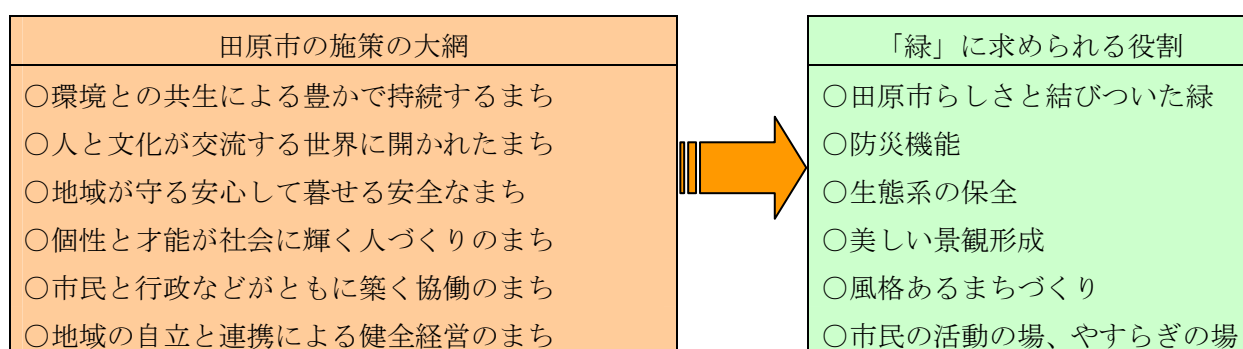 田原市の施策の大網
○環境との共生による豊かで持続するまち
○人と文化が交流する世界に開かれたまち
○地域が守る安心して暮せる安全なまち
○個性と才能が社会に輝く人づくりのまち
○市民と行政などがともに築く協働のまち
○地域の自立と連携による健全経営のまち
「緑」に求められる役割
○田原市らしさと結びついた緑
○防災機能
○生態系の保全
○美しい景観形成
○風格あるまちづくり
○市民の活動の場、やすらぎの場